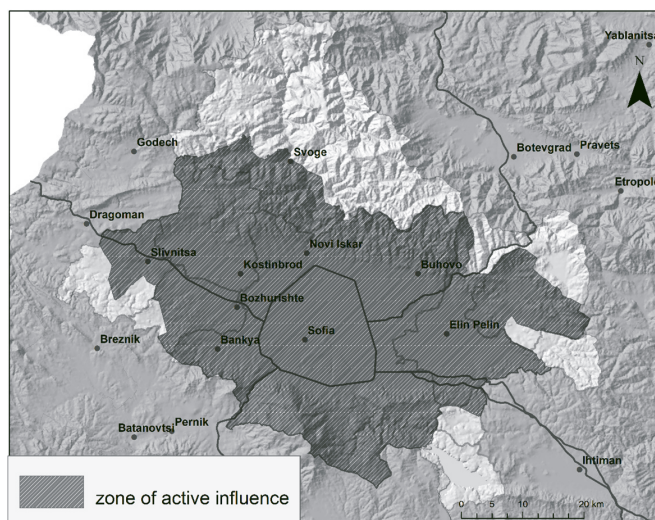 Yablanitsa
N
Godech
Svoge
Botevgrad
Pravets
Etropole
Dragoman
Slivnitsa
Kostinbrod
Novi Iskar
Buhovo
Bozhurishte
Sofia
Elin Pelin
Breznik
Bankya
Batanovtsi
Pernik
Ihtiman
zone of active influence
0 5 10 20 km